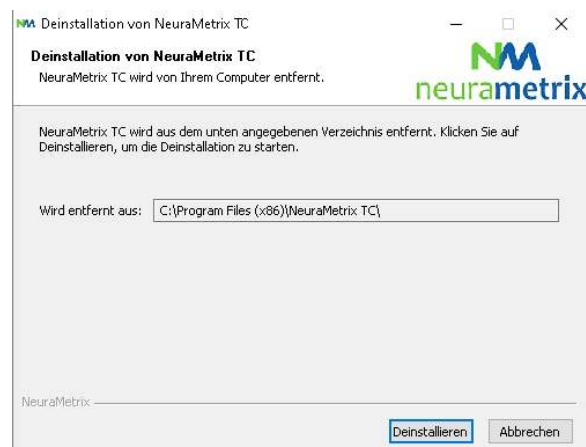 NM Deinstallation von NeuraMetrix TC
Deinstallation von NeuraMetrix TC
NeuraMetrix TC wird von Ihrem Computer entfernt.
NM
neurametrix
NeuraMetrix TC wird aus dem unten angegebenen Verzeichnis entfernt. Klicken Sie auf
Deinstallieren, um die Deinstallation zu starten.
Wird entfernt aus: C:\Program Files (x86)\NeuraMetrix TC\
NeuraMetrix
Deinstallieren Abbrechen